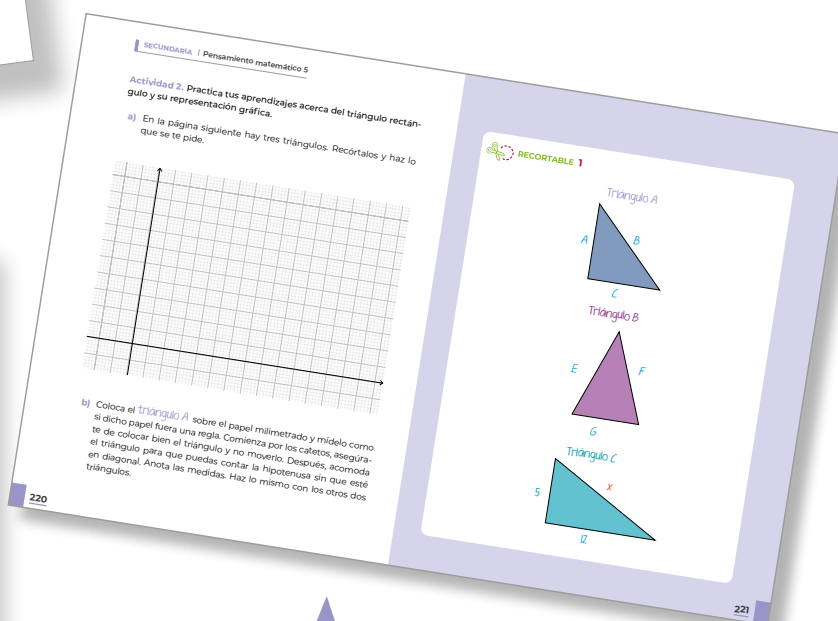 SECUNDARIA | Pensamiento matemático 5
Actividad 2. Practica tus aprendizajes acerca del triángulo rectán-
gulo y su representación gráfica.
a) En la página siguiente hay tres triángulos. Recórtalos y haz lo
que se te pide.
b) Coloca el triángulo A sobre el papel milimetrado y mídelo como
si dicho papel fuera una regla. Comienza por los catetos, asegúra-
te de colocar bien el triángulo y no moverlo. Después, acomoda
el triángulo para que puedas contar la hipotenusa sin que esté
en diagonal. Anota las medidas. Haz lo mismo con los otros dos
triángulos.
220
RECORTABLE 1
Triángulo A
A
B
C
Triángulo B
E
F
G
Triángulo C
5
x
12
221